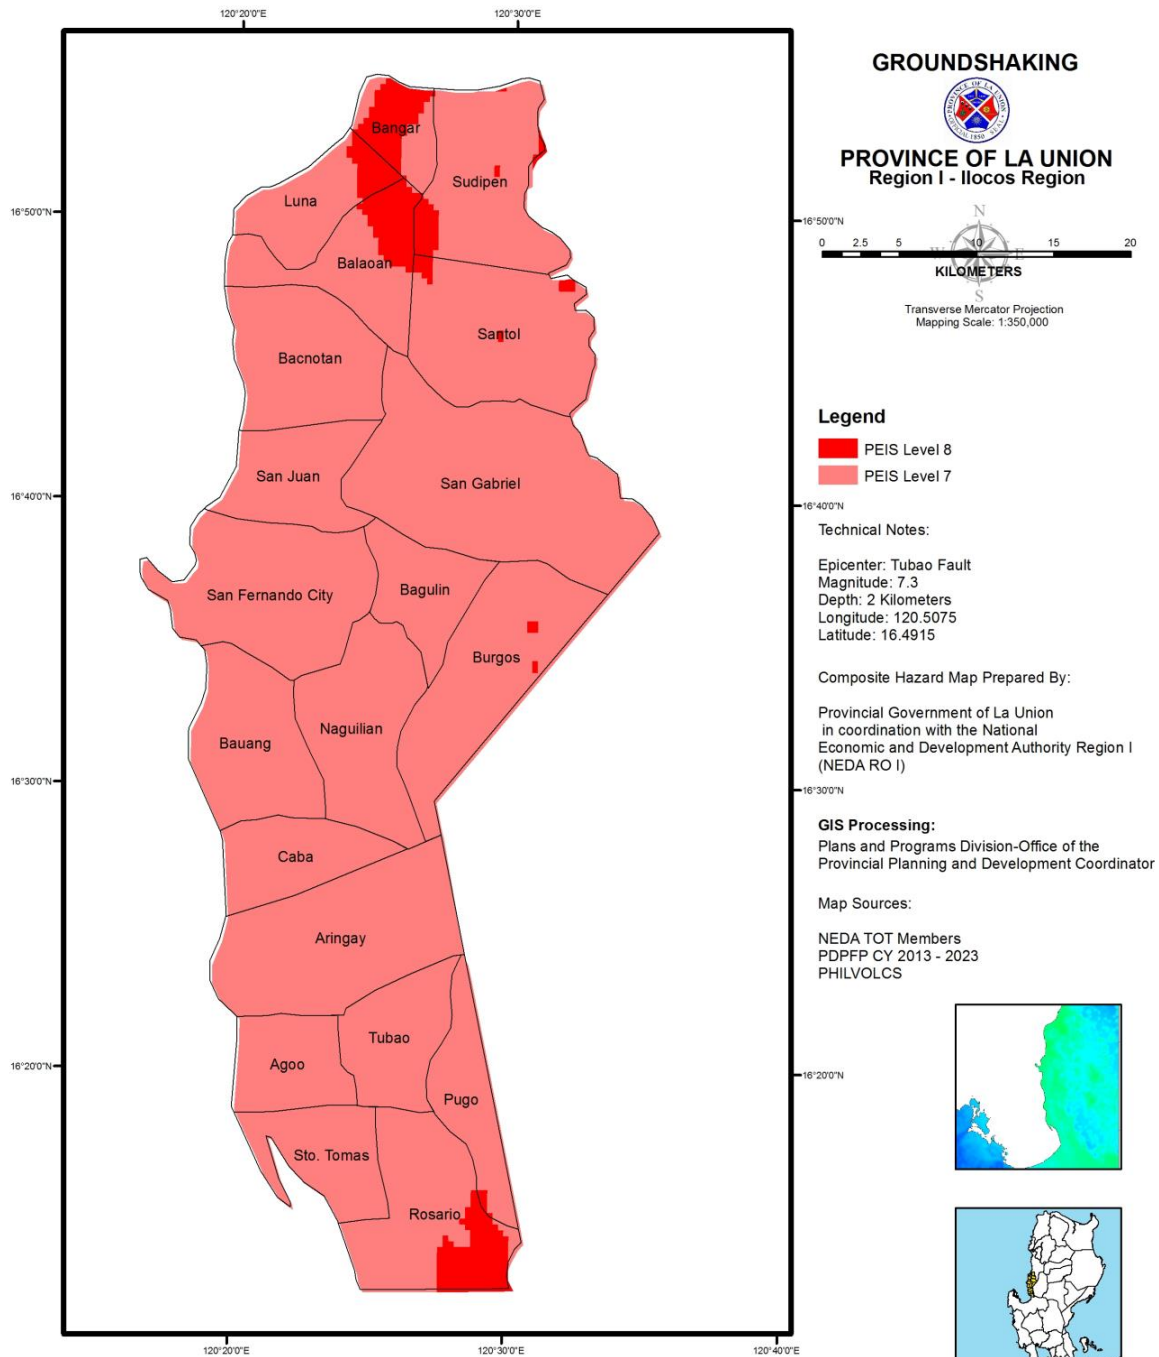 120°20'0"E
120°30'0"E
GROUNDSHAKING
PROVINCE OF LA UNION
OFFICIAL 1850 SEAL
PROVINCE OF LA UNION
Region I - Ilocos Region
N
W
E
S
0 2.5 5 10 15 20
KILOMETERS
Transverse Mercator Projection
Mapping Scale: 1:350,000
16°50'0"N
16°50'0"N
Bangar
Sudipen
Luna
Balaoan
Santol
Bacnotan
San Juan
San Gabriel
16°40'0"N
16°40'0"N
San Fernando City
Bagulin
Burgos
Naguilian
Bauang
16°30'0"N
16°30'0"N
Caba
Aringay
Tubao
Agoo
Pugo
16°20'0"N
16°20'0"N
Sto. Tomas
Rosario
Legend
PEIS Level 8
PEIS Level 7
Technical Notes:
Epicenter: Tubao Fault
Magnitude: 7.3
Depth: 2 Kilometers
Longitude: 120.5075
Latitude: 16.4915
Composite Hazard Map Prepared By:
Provincial Government of La Union
in coordination with the National
Economic and Development Authority Region I
(NEDA RO I)
GIS Processing:
Plans and Programs Division-Office of the
Provincial Planning and Development Coordinator
Map Sources:
NEDA TOT Members
PDPFP CY 2013 - 2023
PHILVOLCS
120°20'0"E
120°30'0"E
120°40'0"E